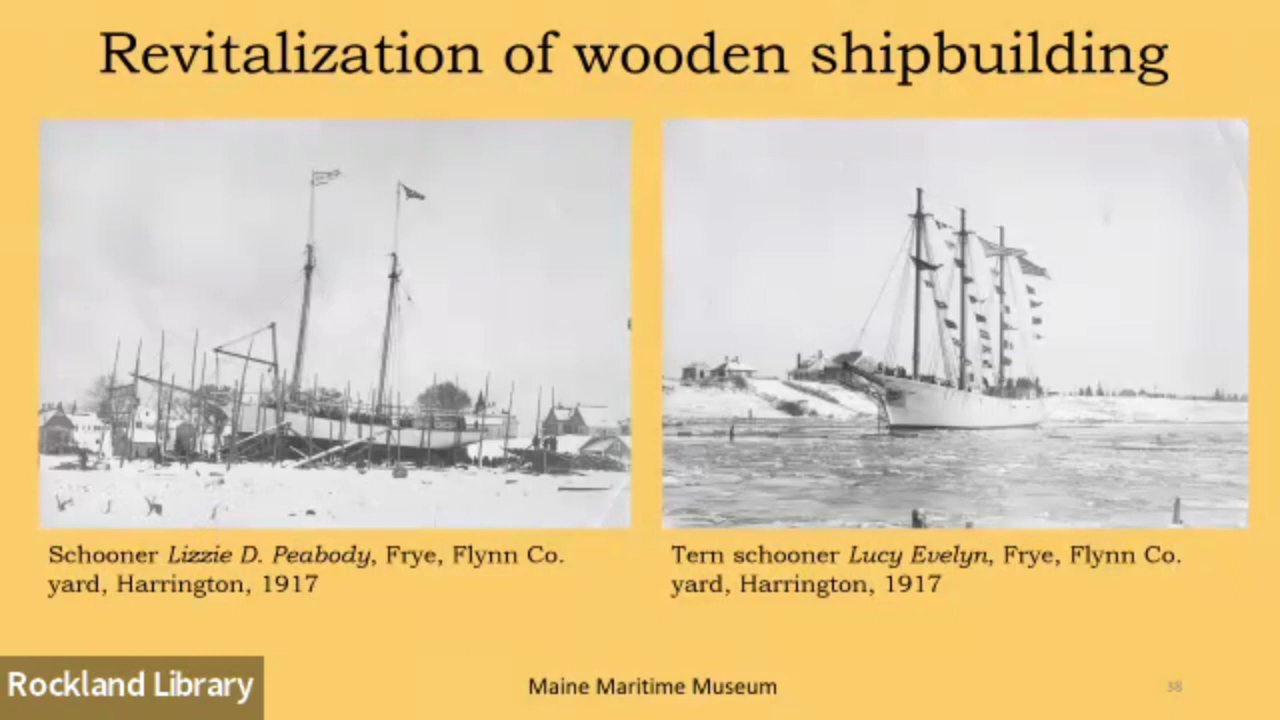 Revitalization of wooden shipbuilding
Schooner Lizzie D. Peabody, Frye, Flynn Co.
yard, Harrington, 1917
Tern schooner Lucy Evelyn, Frye, Flynn Co.
yard, Harrington, 1917
Rockland Library
Maine Maritime Museum
38